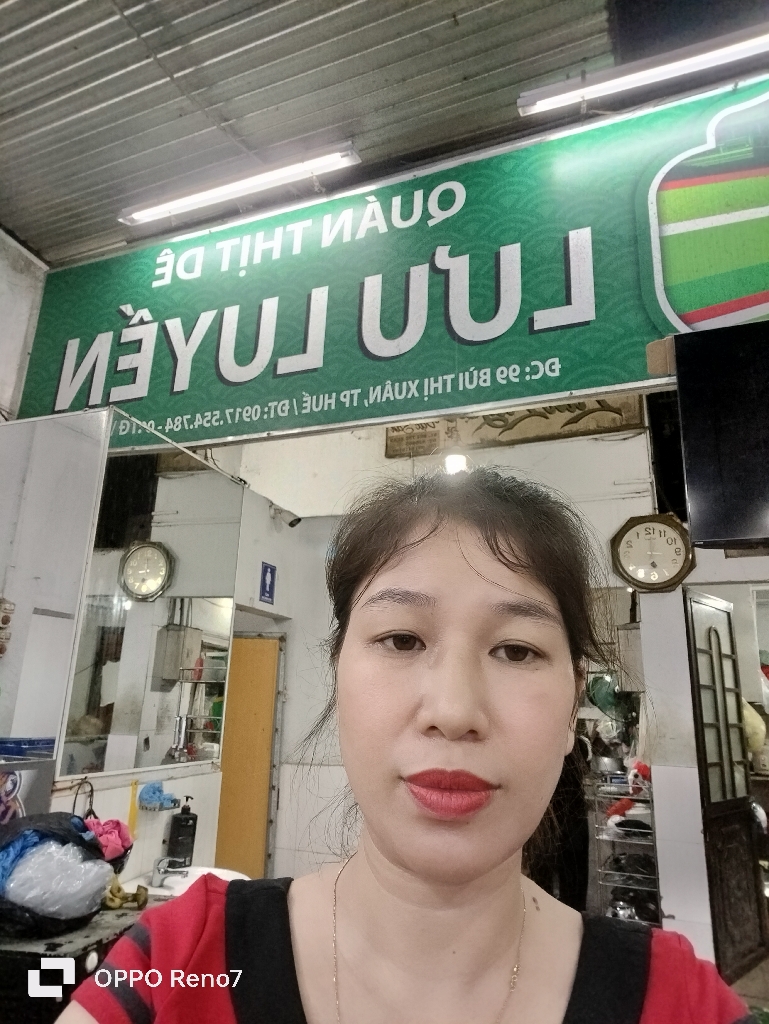 QUÁN THỊT DÊ
LƯU LUYẾN
ĐC: 99 BÙI THỊ XUÂN, TP HUẾ / ĐT: 0917.554.784 -
OPPO Reno7